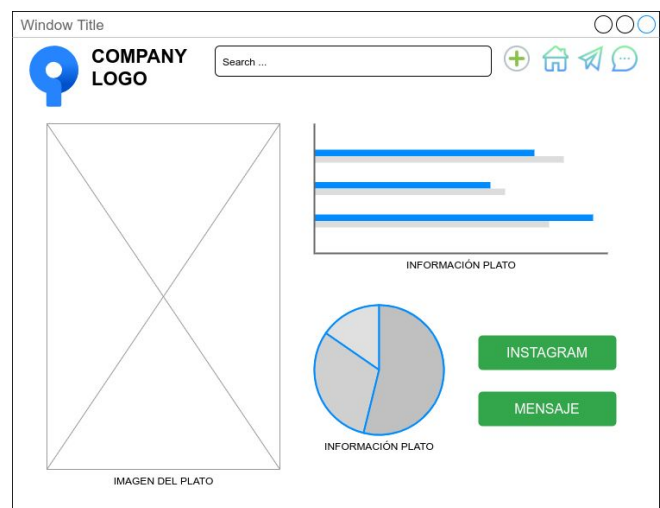 Window Title
COMPANY
LOGO
Search ...
INFORMACIÓN PLATO
INSTAGRAM
MENSAJE
INFORMACIÓN PLATO
IMAGEN DEL PLATO